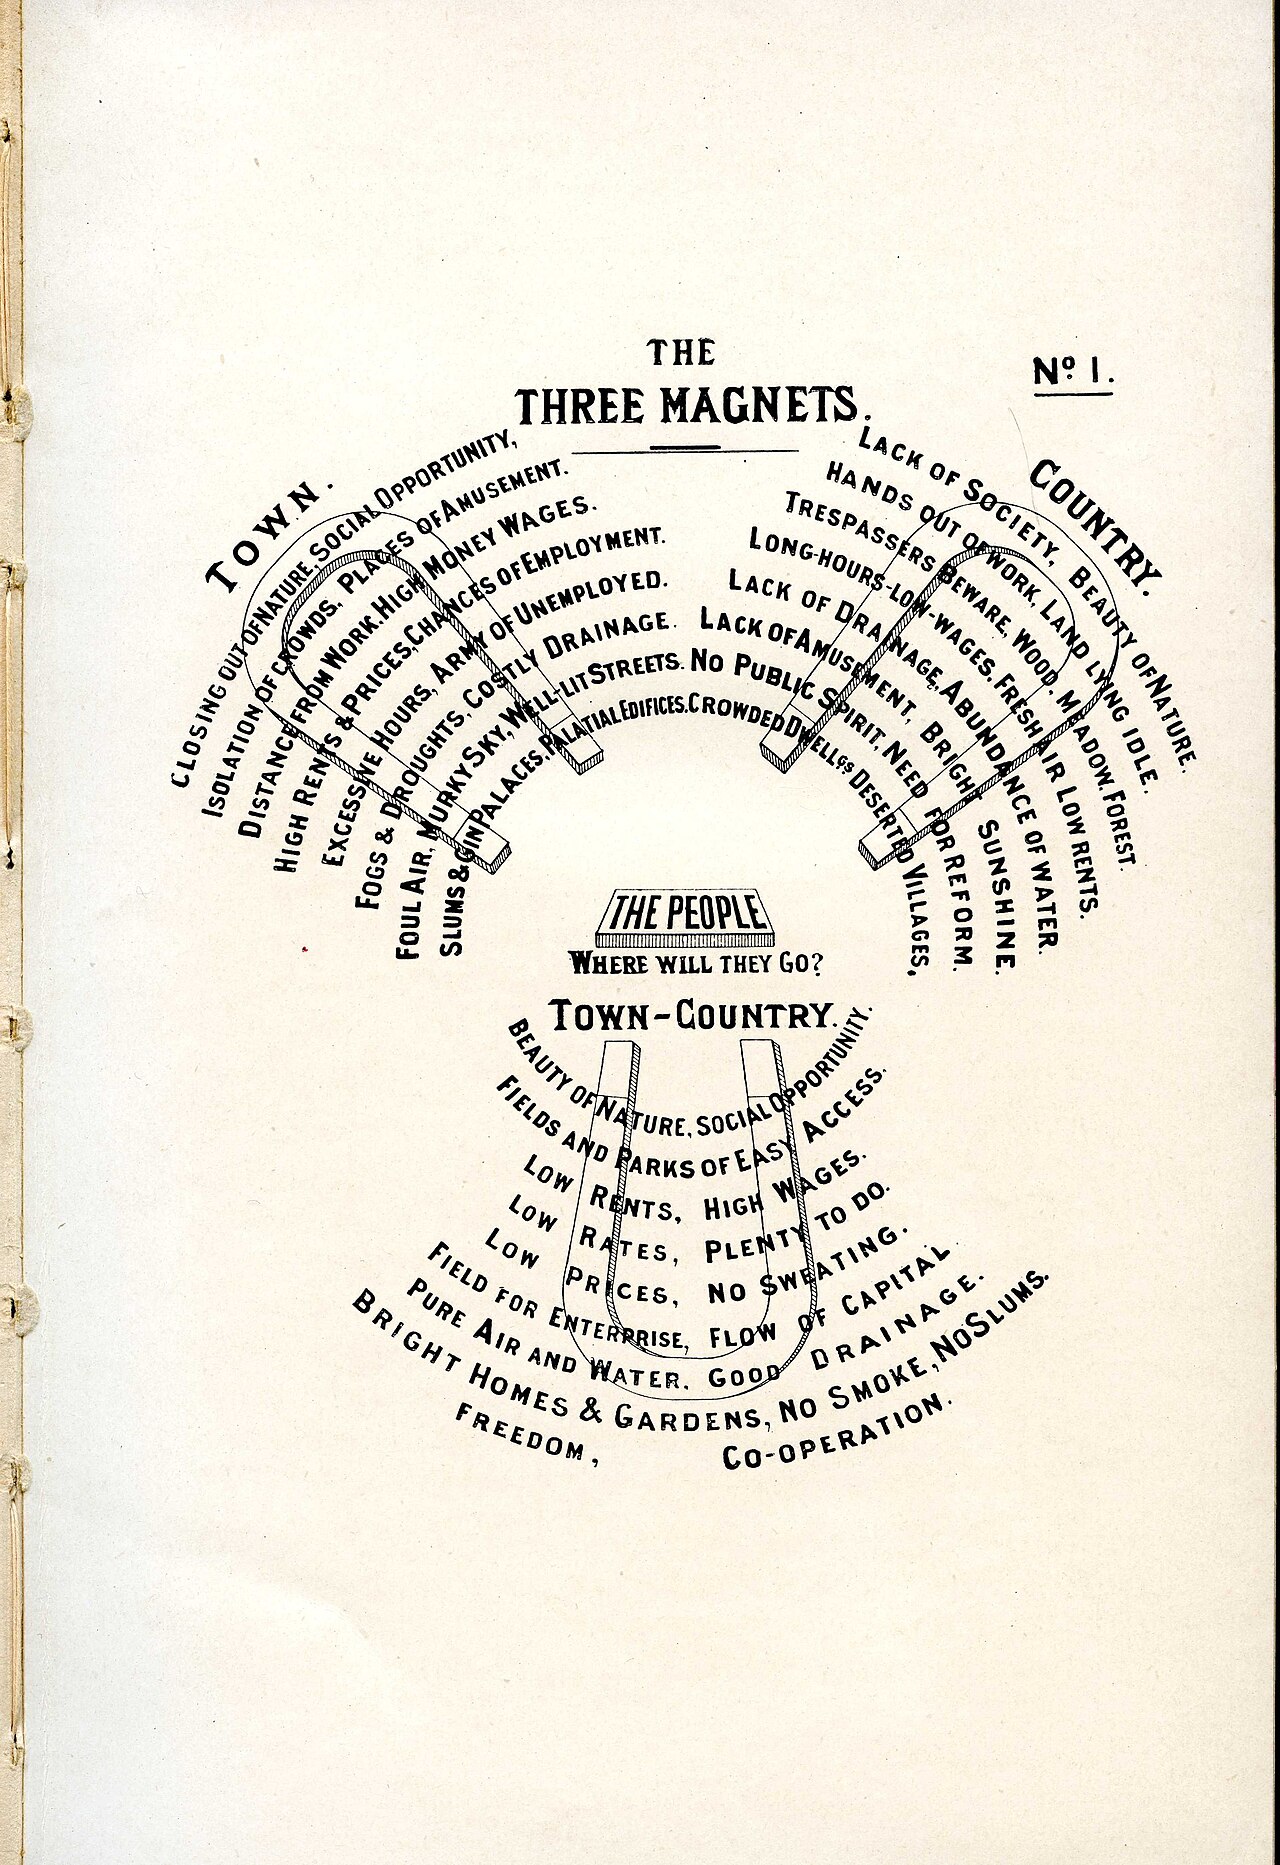 THE
THREE MAGNETS.
Nº 1.
TOWN.
CLOSING OUT OF NATURE, SOCIAL OPPORTUNITY,
ISOLATION OF CROWDS. PLACES OF AMUSEMENT.
DISTANCE FROM WORK. HIGH MONEY WAGES.
HIGH RENTS & PRICES, CHANCES OF EMPLOYMENT.
EXCESSIVE HOURS, ARMY OF UNEMPLOYED.
FOGS & DROUGHTS, COSTLY DRAINAGE.
FOUL AIR, MURKY SKY, WELL-LIT STREETS.
SLUMS & GIN PALACES, PALATIAL EDIFICES.
COUNTRY.
LACK OF SOCIETY, BEAUTY OF NATURE.
HANDS OUT OF WORK, LAND LYING IDLE.
TRESPASSERS BEWARE, WOOD, MEADOW, FOREST.
LONG-HOURS-LOW-WAGES, FRESH AIR LOW RENTS.
LACK OF DRAINAGE, ABUNDANCE OF WATER.
LACK OF AMUSEMENT, BRIGHT SUNSHINE.
NO PUBLIC SPIRIT, NEED FOR REFORM.
CROWDED DWELLGS DESERTED VILLAGES,
THE PEOPLE
WHERE WILL THEY GO?
TOWN-COUNTRY.
BEAUTY OF NATURE, SOCIAL OPPORTUNITY.
FIELDS AND PARKS OF EASY ACCESS.
LOW RENTS, HIGH WAGES.
LOW RATES, PLENTY TO DO.
LOW PRICES, NO SWEATING.
FIELD FOR ENTERPRISE, FLOW OF CAPITAL
PURE AIR AND WATER. GOOD DRAINAGE.
BRIGHT HOMES & GARDENS, NO SMOKE, NO SLUMS.
FREEDOM, CO-OPERATION.